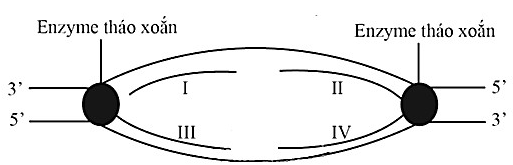 Enzyme tháo xoắn
Enzyme tháo xoắn
3’ I II 5’
5’ III IV 3’